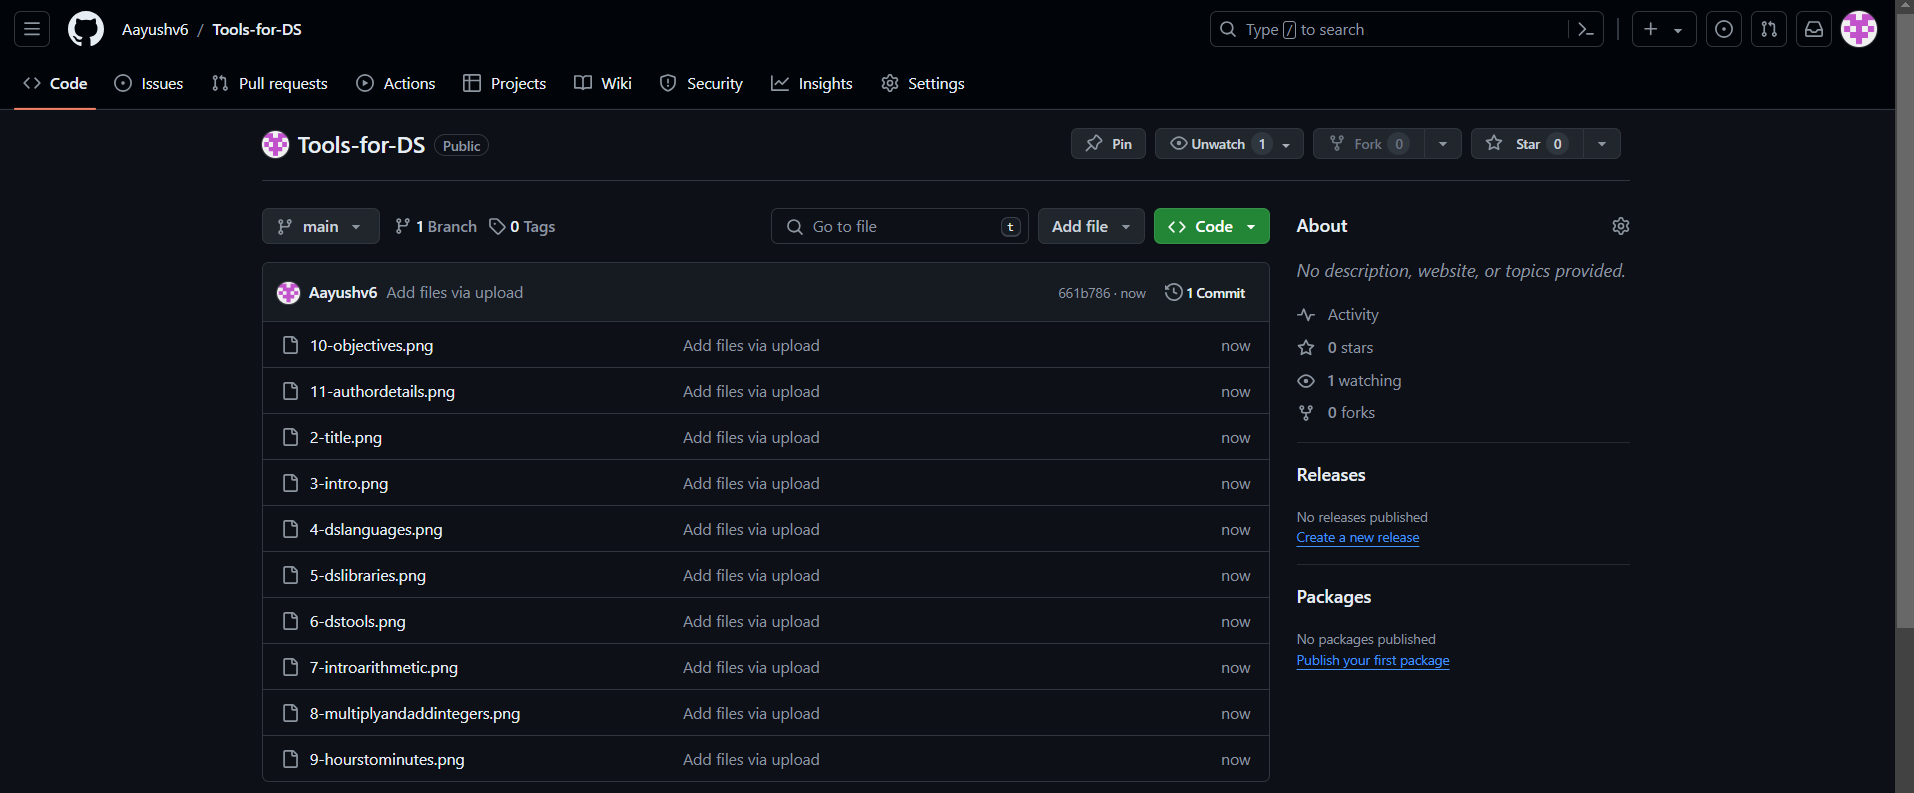 Aayushv6 / Tools-for-DS
Type / to search
Code Issues Pull requests Actions Projects Wiki Security Insights Settings
Tools-for-DS Public
Pin Unwatch 1 Fork 0 Star 0
main 1 Branch 0 Tags Go to file t Add file Code
Aayushv6 Add files via upload 661b786 · now 1 Commit
10-objectives.png Add files via upload now
11-authordetails.png Add files via upload now
2-title.png Add files via upload now
3-intro.png Add files via upload now
4-dslanguages.png Add files via upload now
5-dslibraries.png Add files via upload now
6-dstools.png Add files via upload now
7-introarithmetic.png Add files via upload now
8-multiplyandaddintegers.png Add files via upload now
9-hourstominutes.png Add files via upload now
About
No description, website, or topics provided.
Activity
0 stars
1 watching
0 forks
Releases
No releases published
Create a new release
Packages
No packages published
Publish your first package